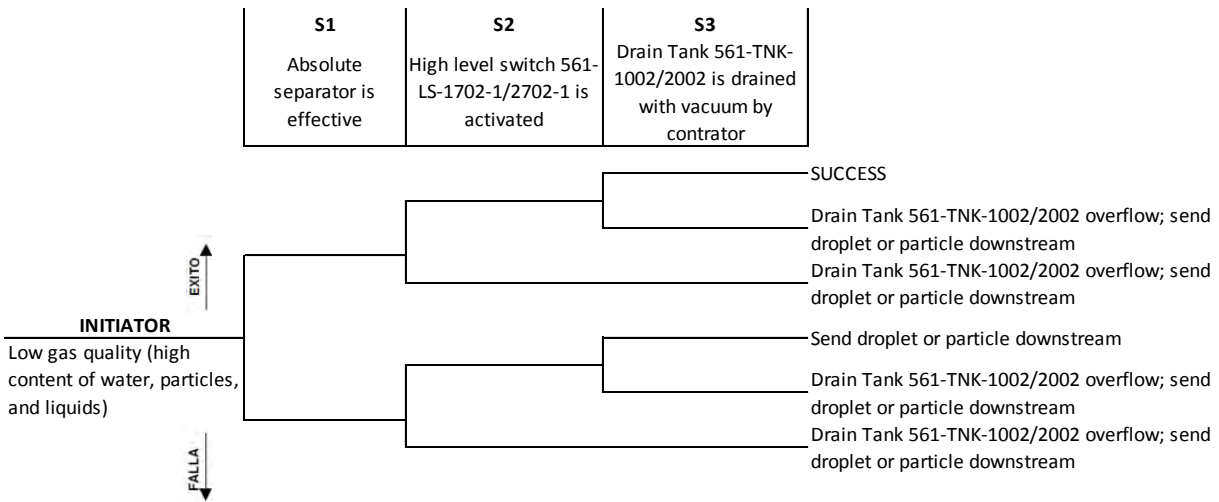 S1
S2
S3
Absolute
separator is
effective
High level switch 561-
LS-1702-1/2702-1 is
activated
Drain Tank 561-TNK-
1002/2002 is drained
with vacuum by
contrator
SUCCESS
Drain Tank 561-TNK-1002/2002 overflow; send
droplet or particle downstream
EXITO
Drain Tank 561-TNK-1002/2002 overflow; send
droplet or particle downstream
INITIATOR
Low gas quality (high
content of water, particles,
and liquids)
Send droplet or particle downstream
Drain Tank 561-TNK-1002/2002 overflow; send
droplet or particle downstream
FALLA
Drain Tank 561-TNK-1002/2002 overflow; send
droplet or particle downstream